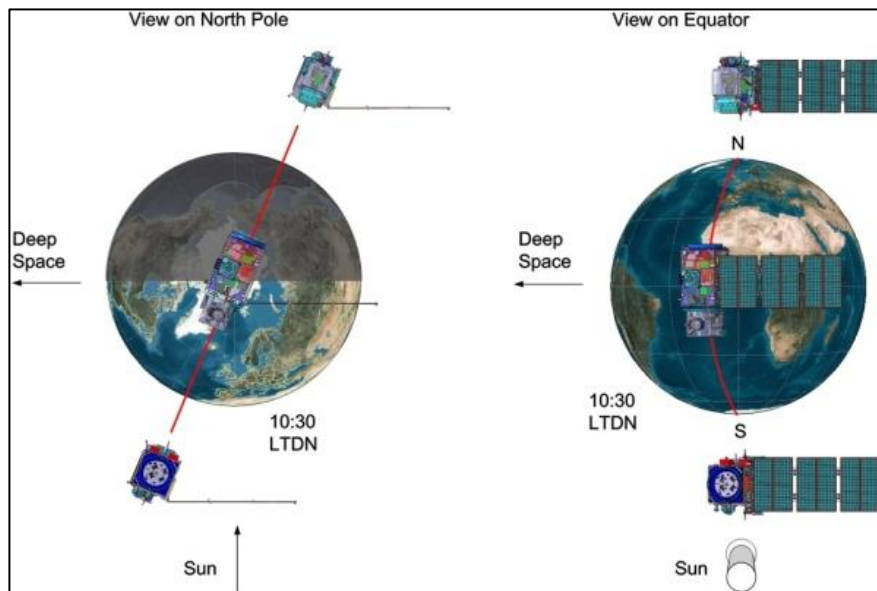 View on North Pole
View on Equator
Deep
Space
10:30
LTDN
Sun
N
Deep
Space
10:30
LTDN
S
Sun